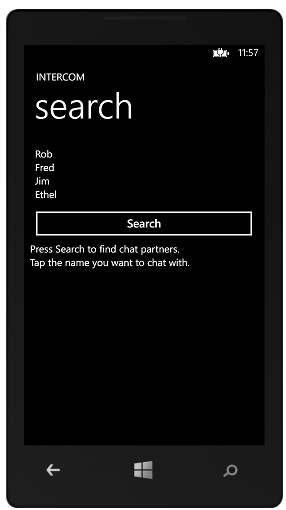 11:57
INTERCOM
search
Rob
Fred
Jim
Ethel
Search
Press Search to find chat partners.
Tap the name you want to chat with.